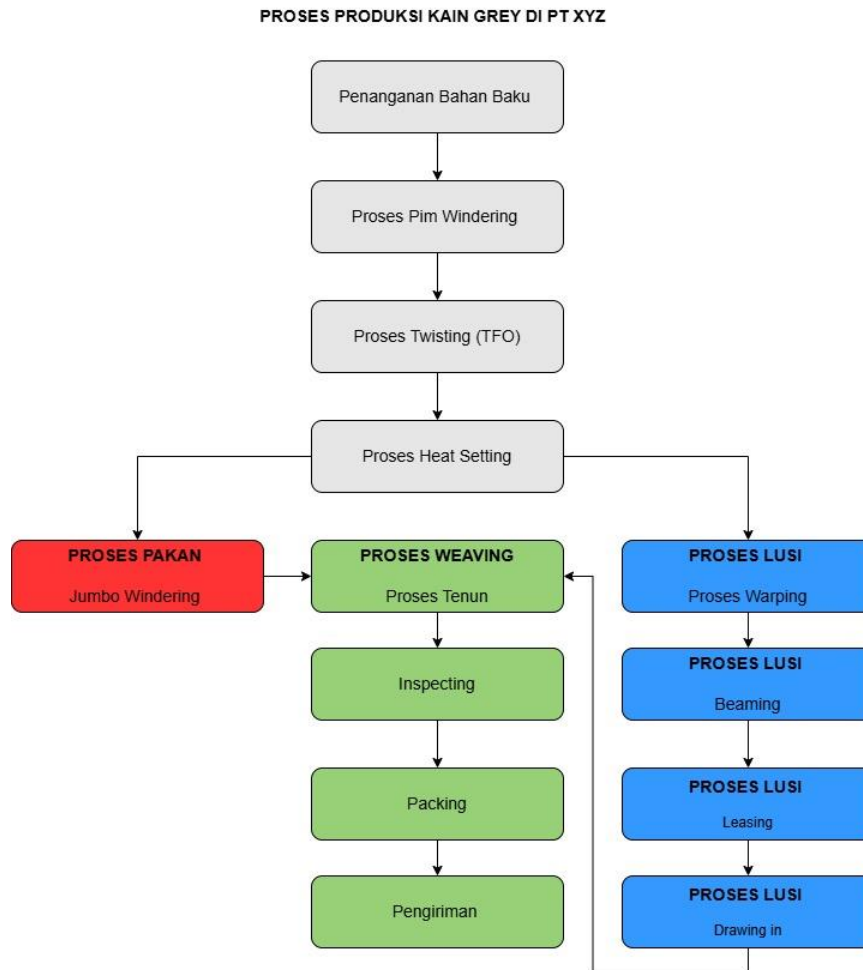 PROSES PRODUKSI KAIN GREY DI PT XYZ
Penanganan Bahan Baku
Proses Pim Windering
Proses Twisting (TFO)
Proses Heat Setting
PROSES PAKAN
Jumbo Windering
PROSES WEAVING
Proses Tenun
PROSES LUSI
Proses Warping
Inspecting
PROSES LUSI
Beaming
Packing
PROSES LUSI
Leasing
Pengiriman
PROSES LUSI
Drawing in